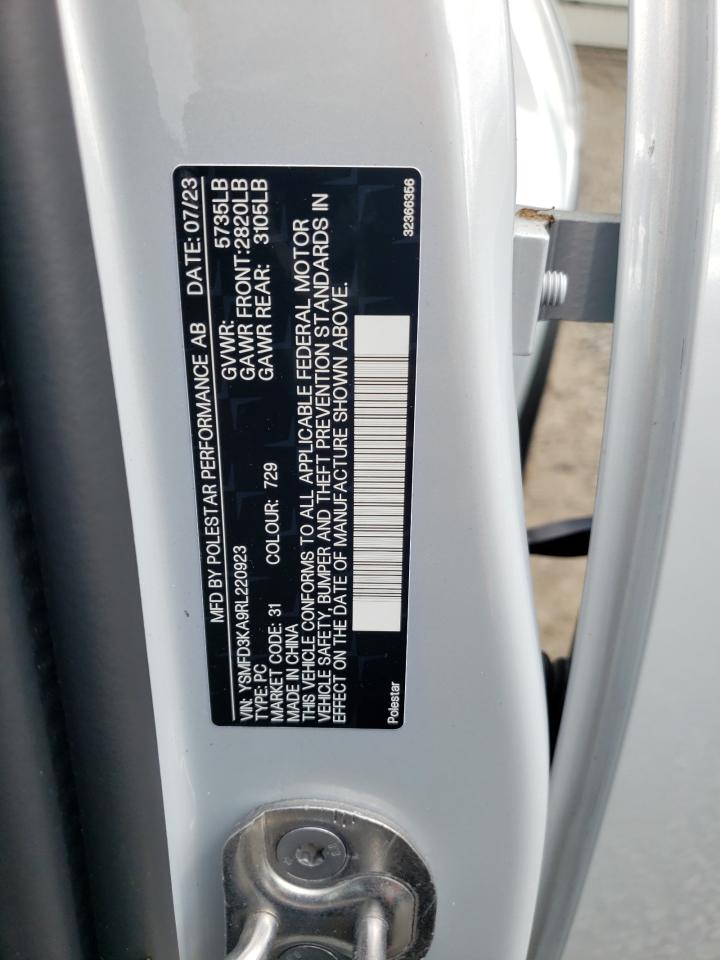 MFD BY POLESTAR PERFORMANCE AB DATE: 07/23
GVWR: 5735LB
GAWR FRONT:2820LB
GAWR REAR: 3105LB
VIN: YSMFD3KA9RL220923
TYPE: PC
MARKET CODE: 31 COLOUR: 729
MADE IN CHINA
THIS VEHICLE CONFORMS TO ALL APPLICABLE FEDERAL MOTOR
VEHICLE SAFETY, BUMPER AND THEFT PREVENTION STANDARDS IN
EFFECT ON THE DATE OF MANUFACTURE SHOWN ABOVE.
Polestar 32366356